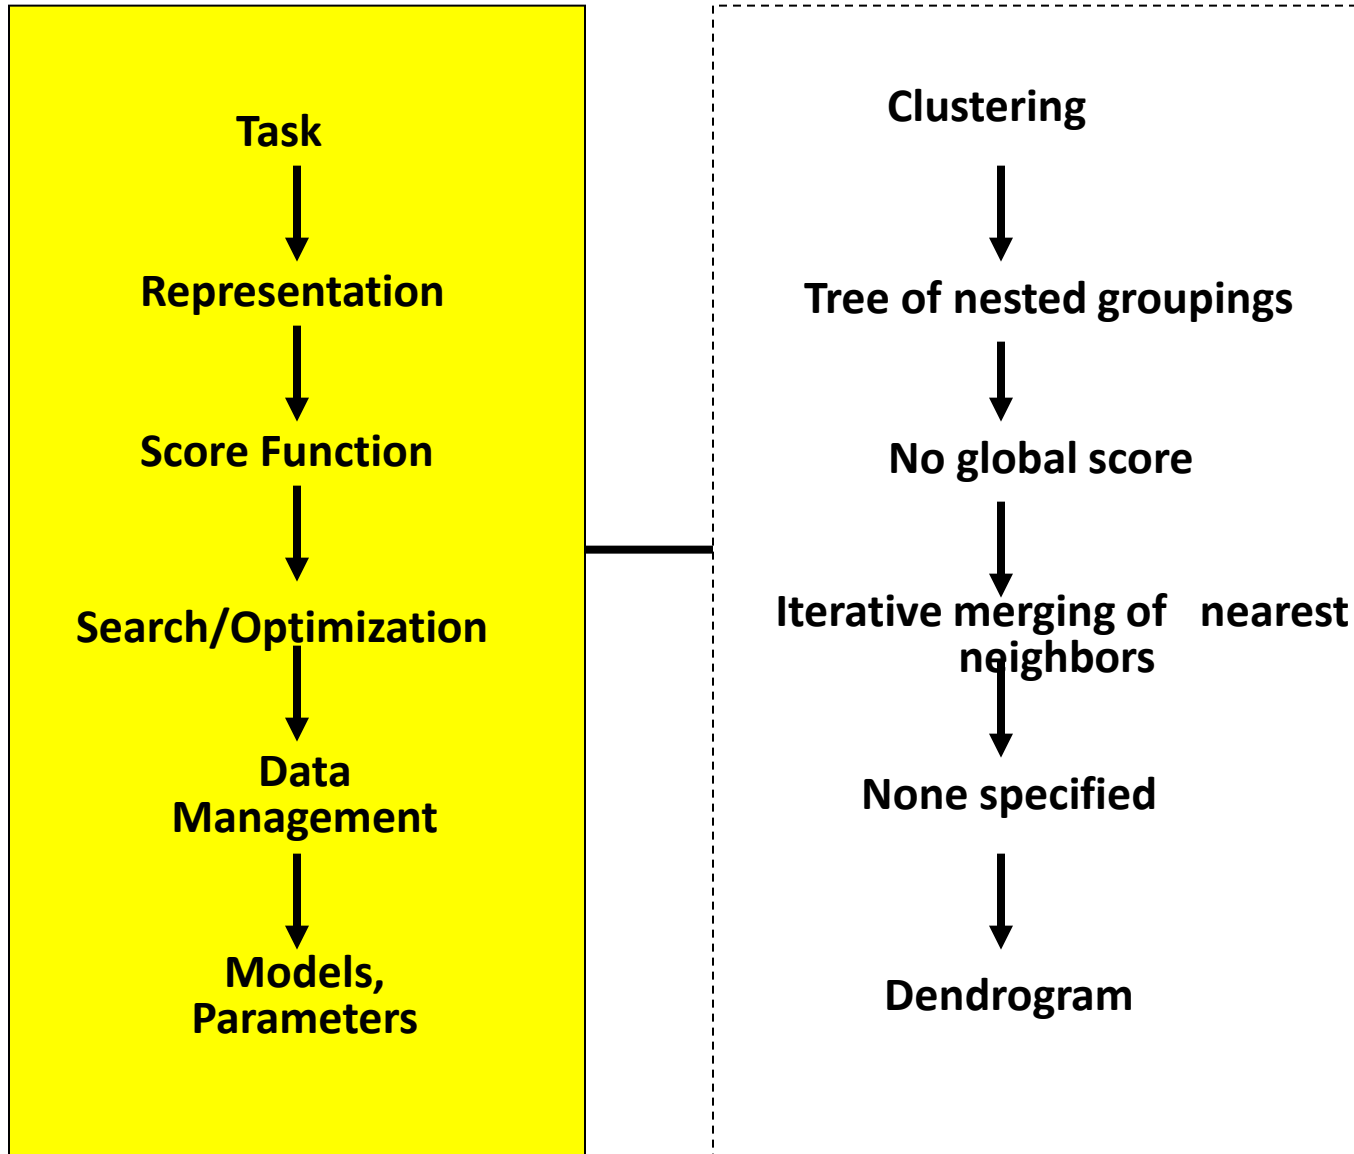 Task
Representation
Score Function
Search/Optimization
Data
Management
Models,
Parameters
Clustering
Tree of nested groupings
No global score
Iterative merging of nearest
neighbors
None specified
Dendrogram